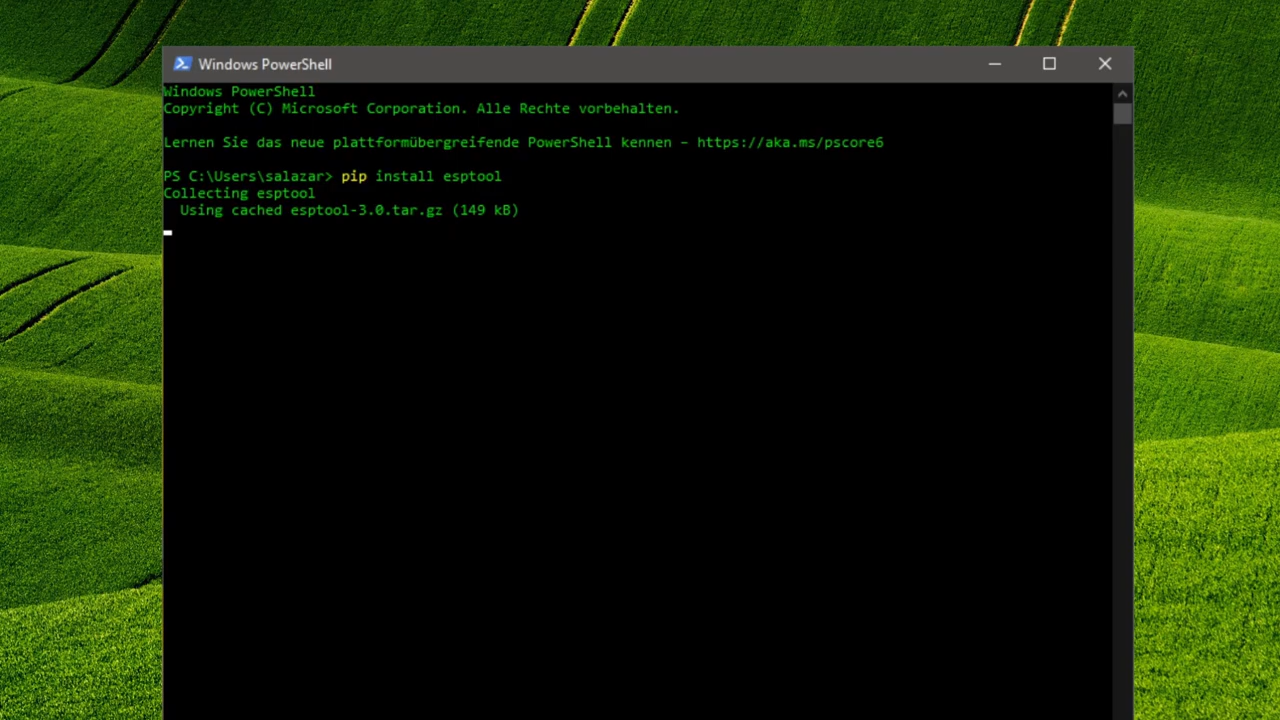 Windows PowerShell
Windows PowerShell
Copyright (C) Microsoft Corporation. Alle Rechte vorbehalten.
Lernen Sie das neue plattformübergreifende PowerShell kennen – https://aka.ms/pscore6
PS C:\Users\salazar> pip install esptool
Collecting esptool
Using cached esptool-3.0.tar.gz (149 kB)